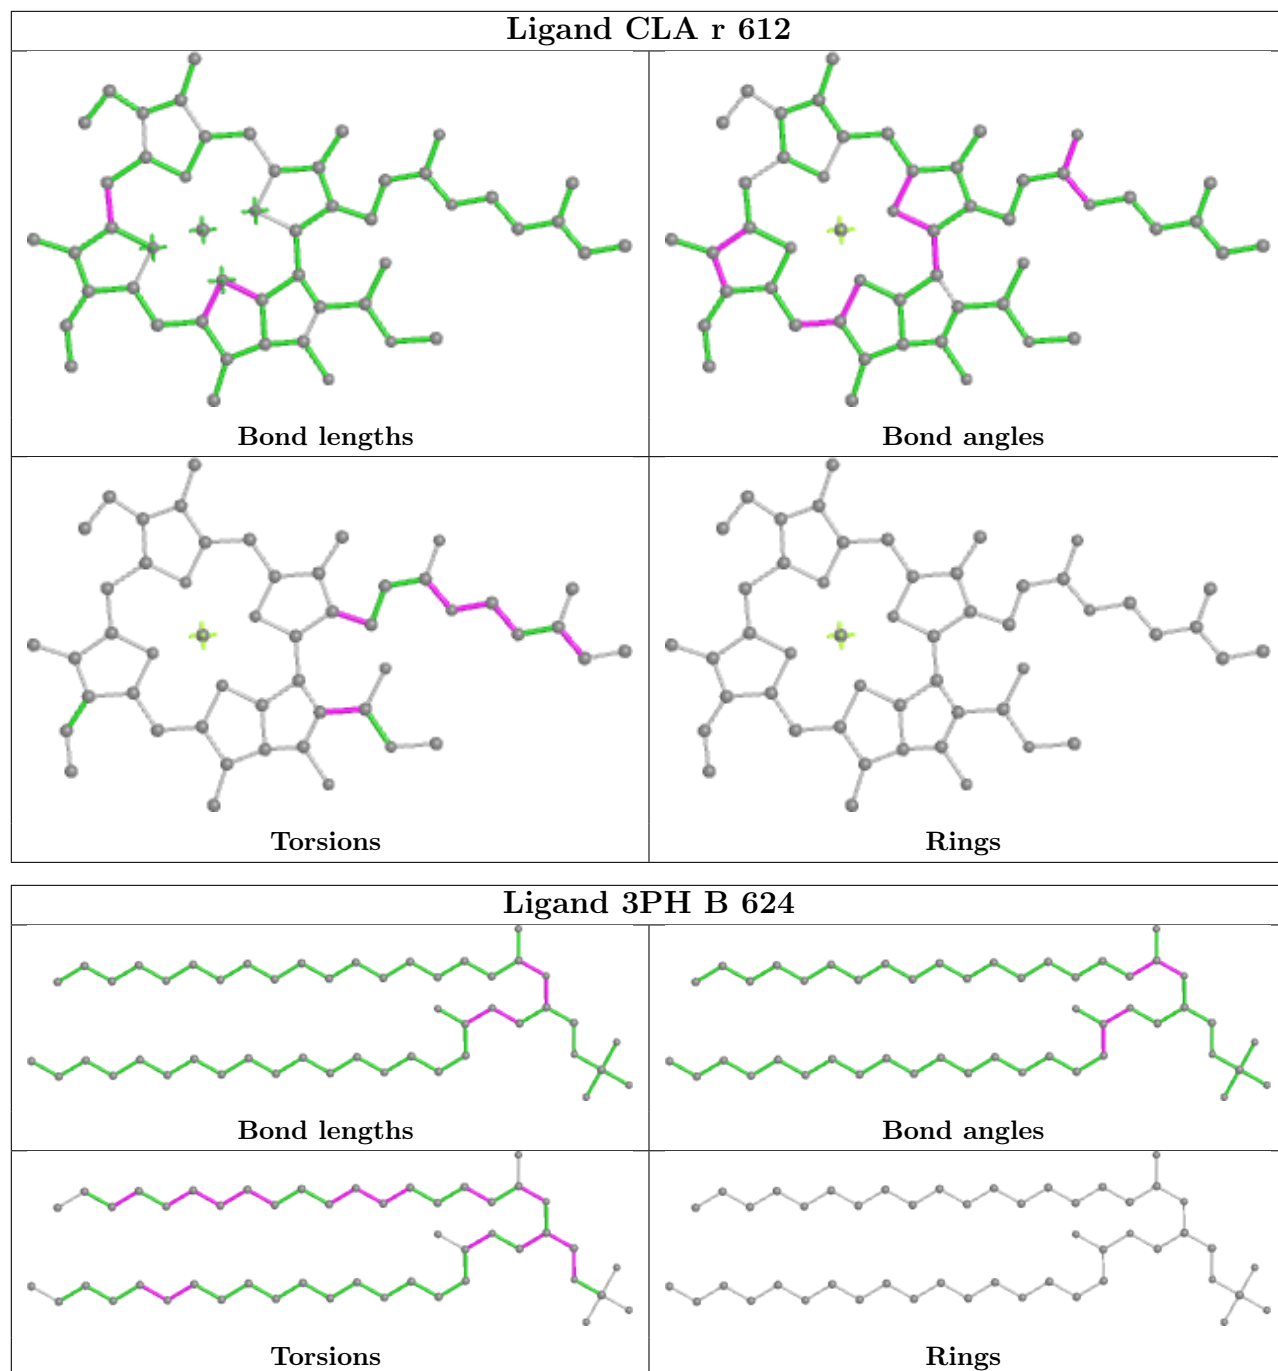 Ligand CLA r 612
Bond lengths
Bond angles
Torsions
Rings
Ligand 3PH B 624
Bond lengths
Bond angles
Torsions
Rings